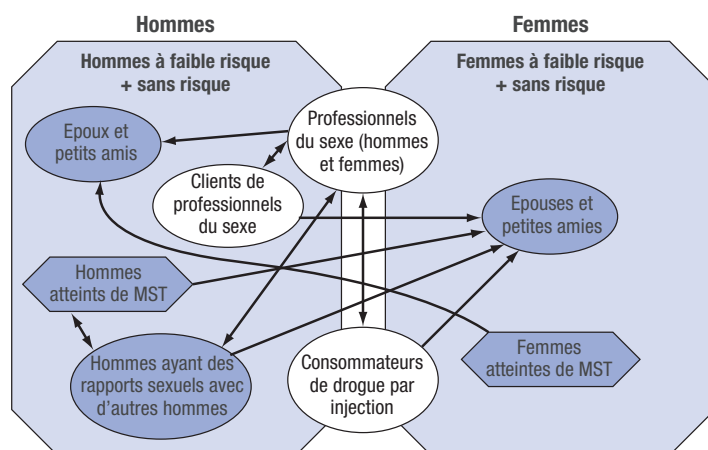 Hommes
Femmes
Hommes à faible risque
+ sans risque
Femmes à faible risque
+ sans risque
Epoux et
petits amis
Professionnels
du sexe (hommes
et femmes)
Clients de
professionnels
du sexe
Epouses et
petites amies
Hommes
atteints de MST
Hommes ayant des
rapports sexuels avec
d'autres hommes
Consommateurs
de drogue par
injection
Femmes
atteintes de MST